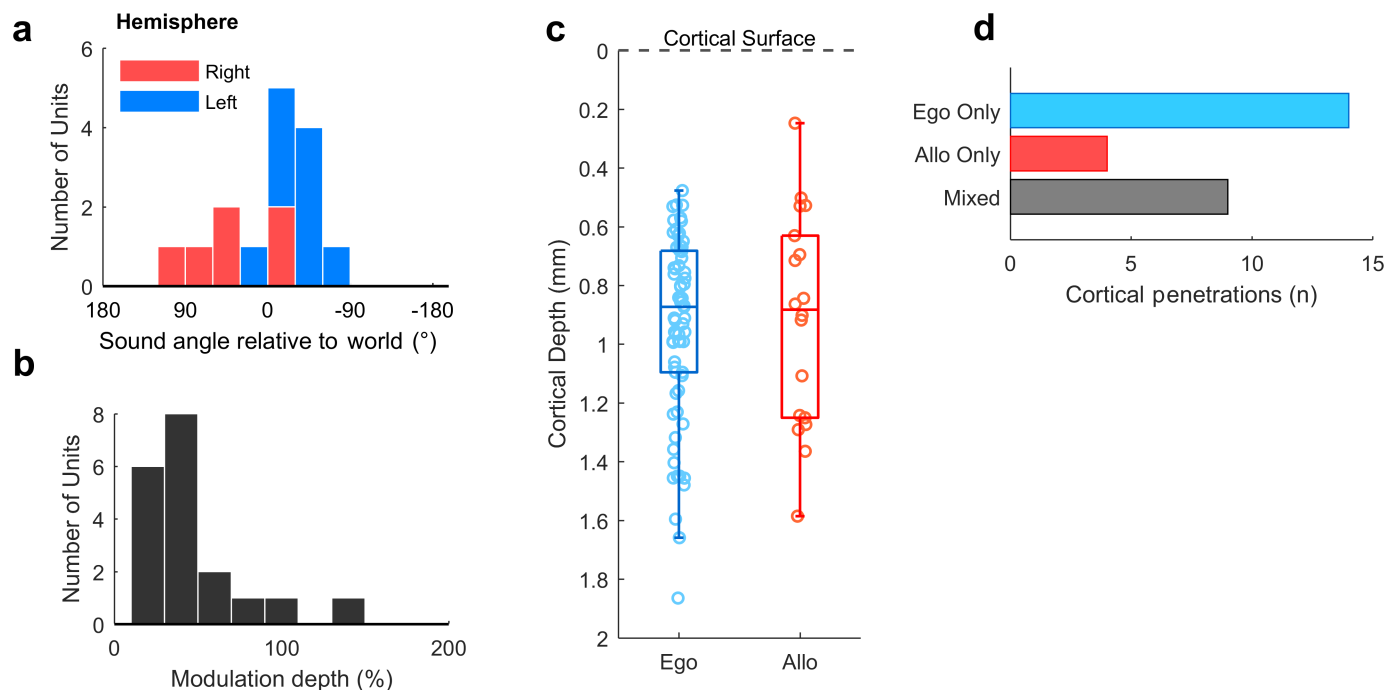 a
Hemisphere
Right
Left
Number of Units
6
4
2
0
180 90 0 -90 -180
Sound angle relative to world (°)
b
Number of Units
8
6
4
2
0
0 100 200
Modulation depth (%)
c
Cortical Surface
Cortical Depth (mm)
0
0.2
0.4
0.6
0.8
1
1.2
1.4
1.6
1.8
2
Ego Allo
d
Ego Only
Allo Only
Mixed
0 5 10 15
Cortical penetrations (n)